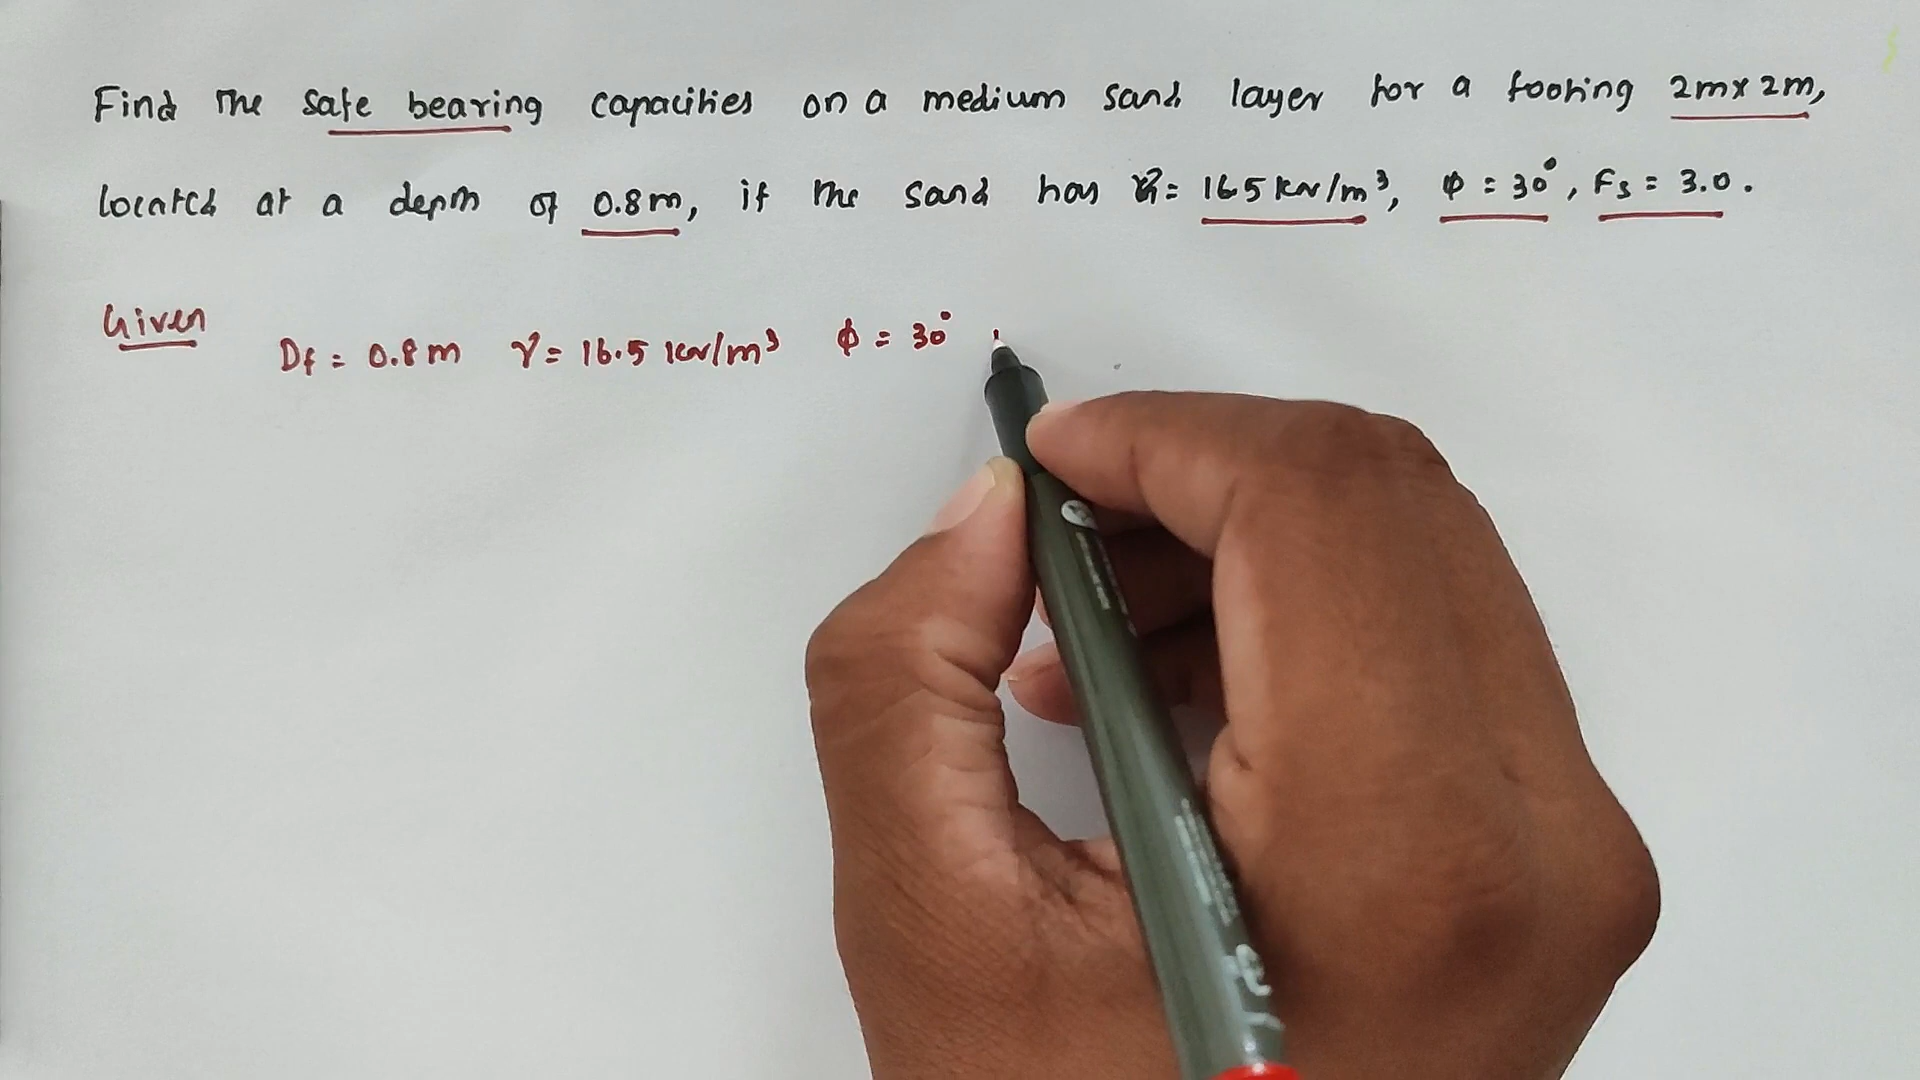 Find the safe bearing capacities on a medium sand layer for a footing 2m x 2m,
located at a depth of 0.8m, if the sand has γ = 16.5 kN/m³, φ = 30°, Fs = 3.0.
Given
Df = 0.8m γ = 16.5 kN/m³ φ = 30°